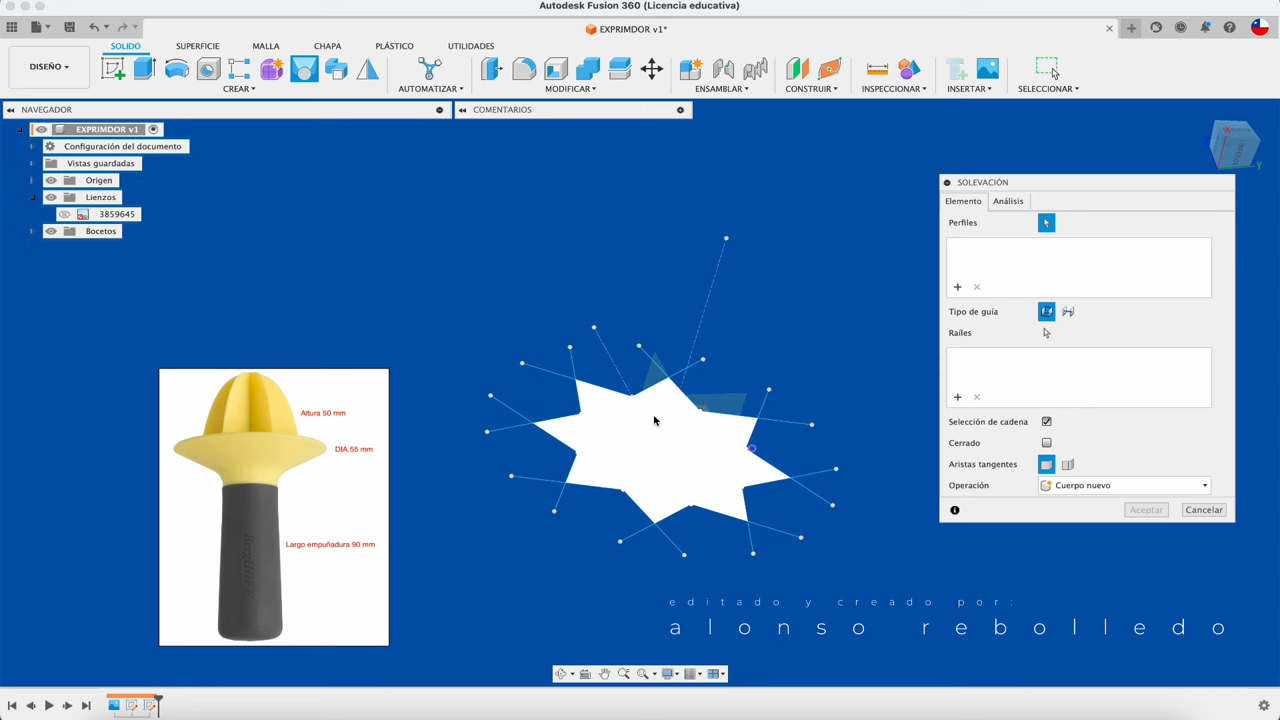 Autodesk Fusion 360 (Licencia educativa)
EXPRIMDOR v1*
DISEÑO
SOLIDO
SUPERFICIE
MALLA
CHAPA
PLÁSTICO
UTILIDADES
CREAR
AUTOMATIZAR
MODIFICAR
ENSAMBLAR
CONSTRUIR
INSPECCIONAR
INSERTAR
SELECCIONAR
NAVEGADOR
COMENTARIOS
EXPRIMDOR v1
Configuración del documento
Vistas guardadas
Origen
Lienzos
3859645
Bocetos
X
Y
SOLEVACIÓN
Elemento
Análisis
Perfiles
Tipo de guía
Raíles
Selección de cadena
Cerrado
Aristas tangentes
Operación
Cuerpo nuevo
Aceptar
Cancelar
Altura 50 mm
DIA.55 mm
Largo empuñadura 90 mm
BergHOFF
editado y creado por:
alonso rebolledo